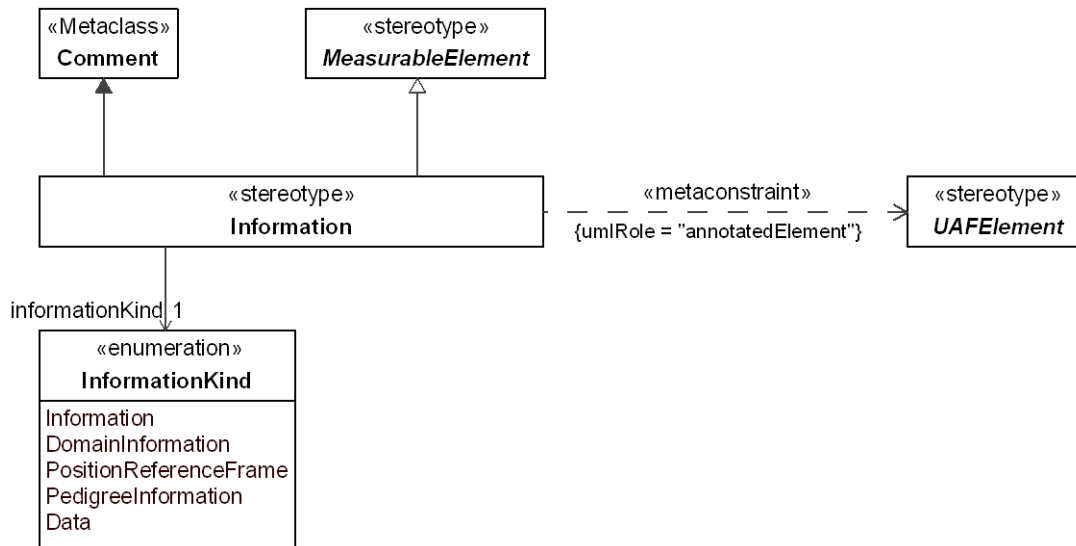 «Metaclass»
Comment
«stereotype»
MeasurableElement
«stereotype»
Information
«metaconstraint»
{umlRole = "annotatedElement"}
«stereotype»
UAFElement
informationKind 1
«enumeration»
InformationKind
Information
DomainInformation
PositionReferenceFrame
PedigreeInformation
Data